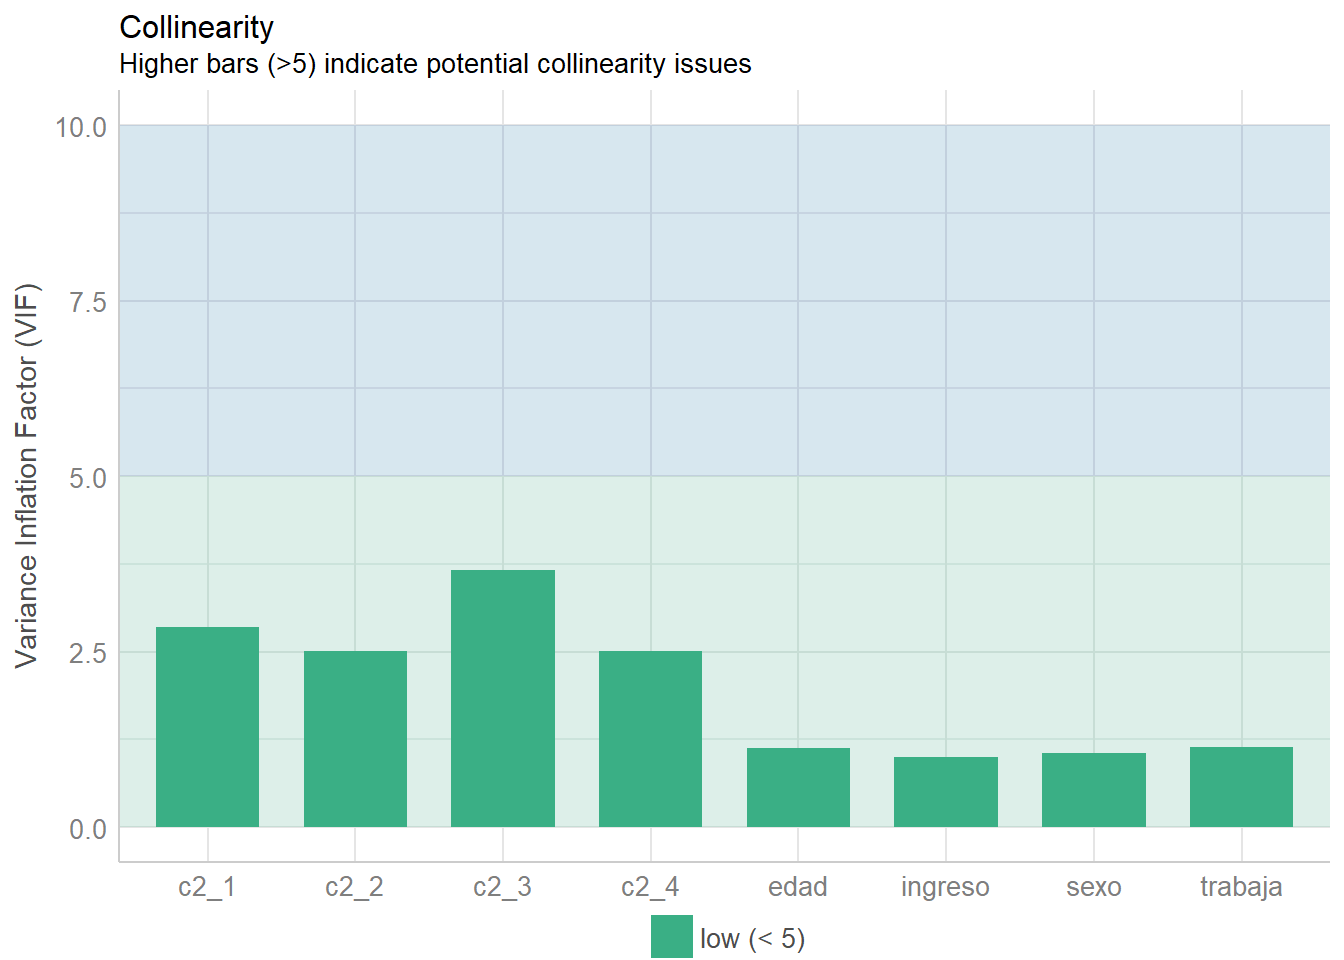 Collinearity
Higher bars (>5) indicate potential collinearity issues
Variance Inflation Factor (VIF)
10.0
7.5
5.0
2.5
0.0
c2_1 c2_2 c2_3 c2_4 edad ingreso sexo trabaja
low (< 5)